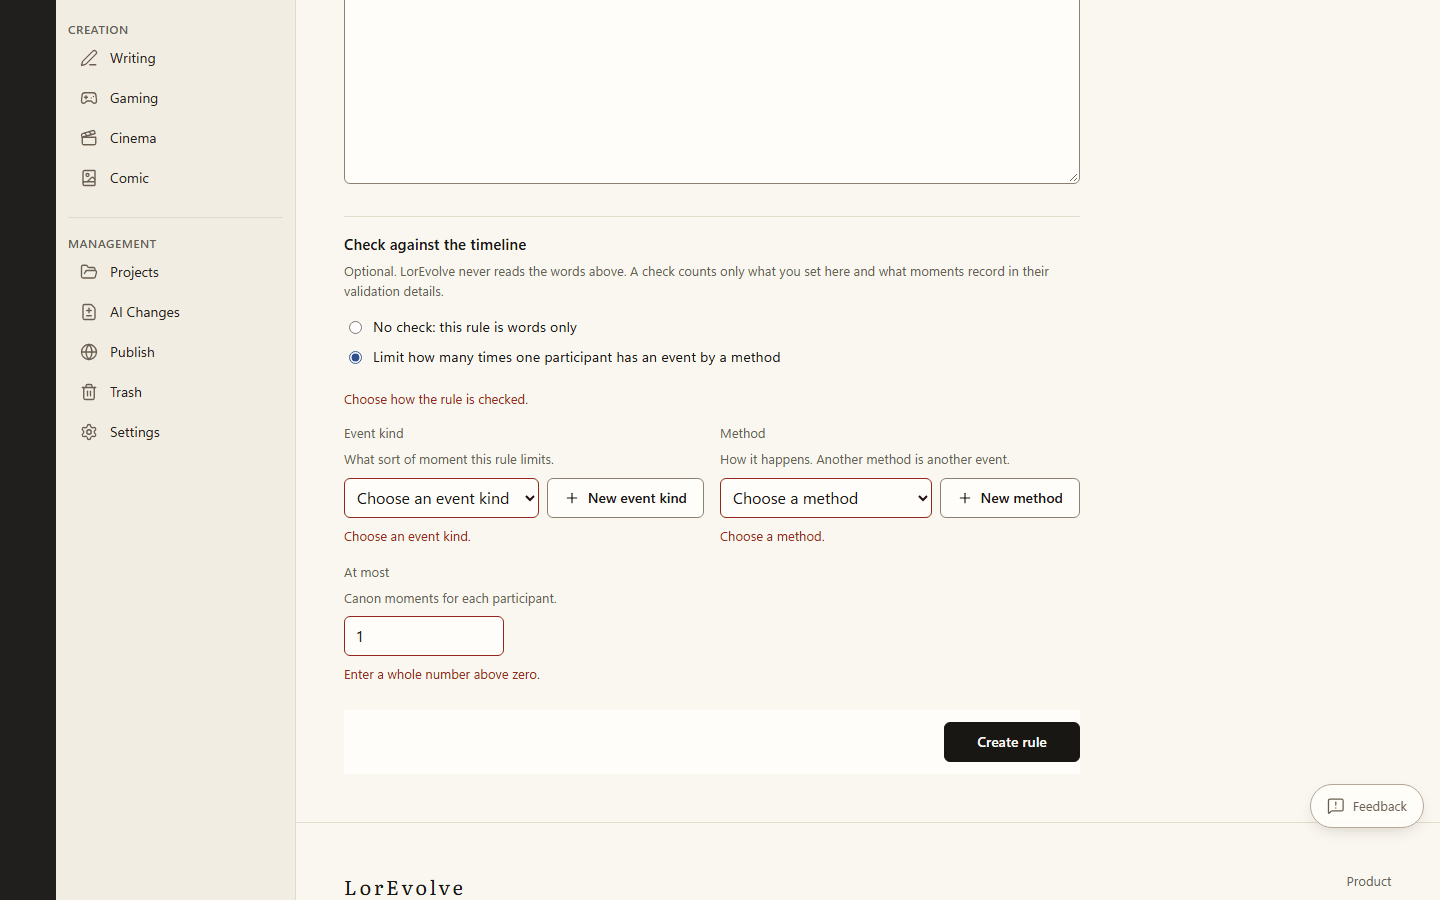 CREATION
Writing
Gaming
Cinema
Comic
MANAGEMENT
Projects
AI Changes
Publish
Trash
Settings
Check against the timeline
Optional. LorEvolve never reads the words above. A check counts only what you set here and what moments record in their
validation details.
No check: this rule is words only
Limit how many times one participant has an event by a method
Choose how the rule is checked.
Event kind
What sort of moment this rule limits.
Choose an event kind
New event kind
Choose an event kind.
Method
How it happens. Another method is another event.
Choose a method
New method
Choose a method.
At most
Canon moments for each participant.
1
Enter a whole number above zero.
Create rule
Feedback
LorEvolve
Product